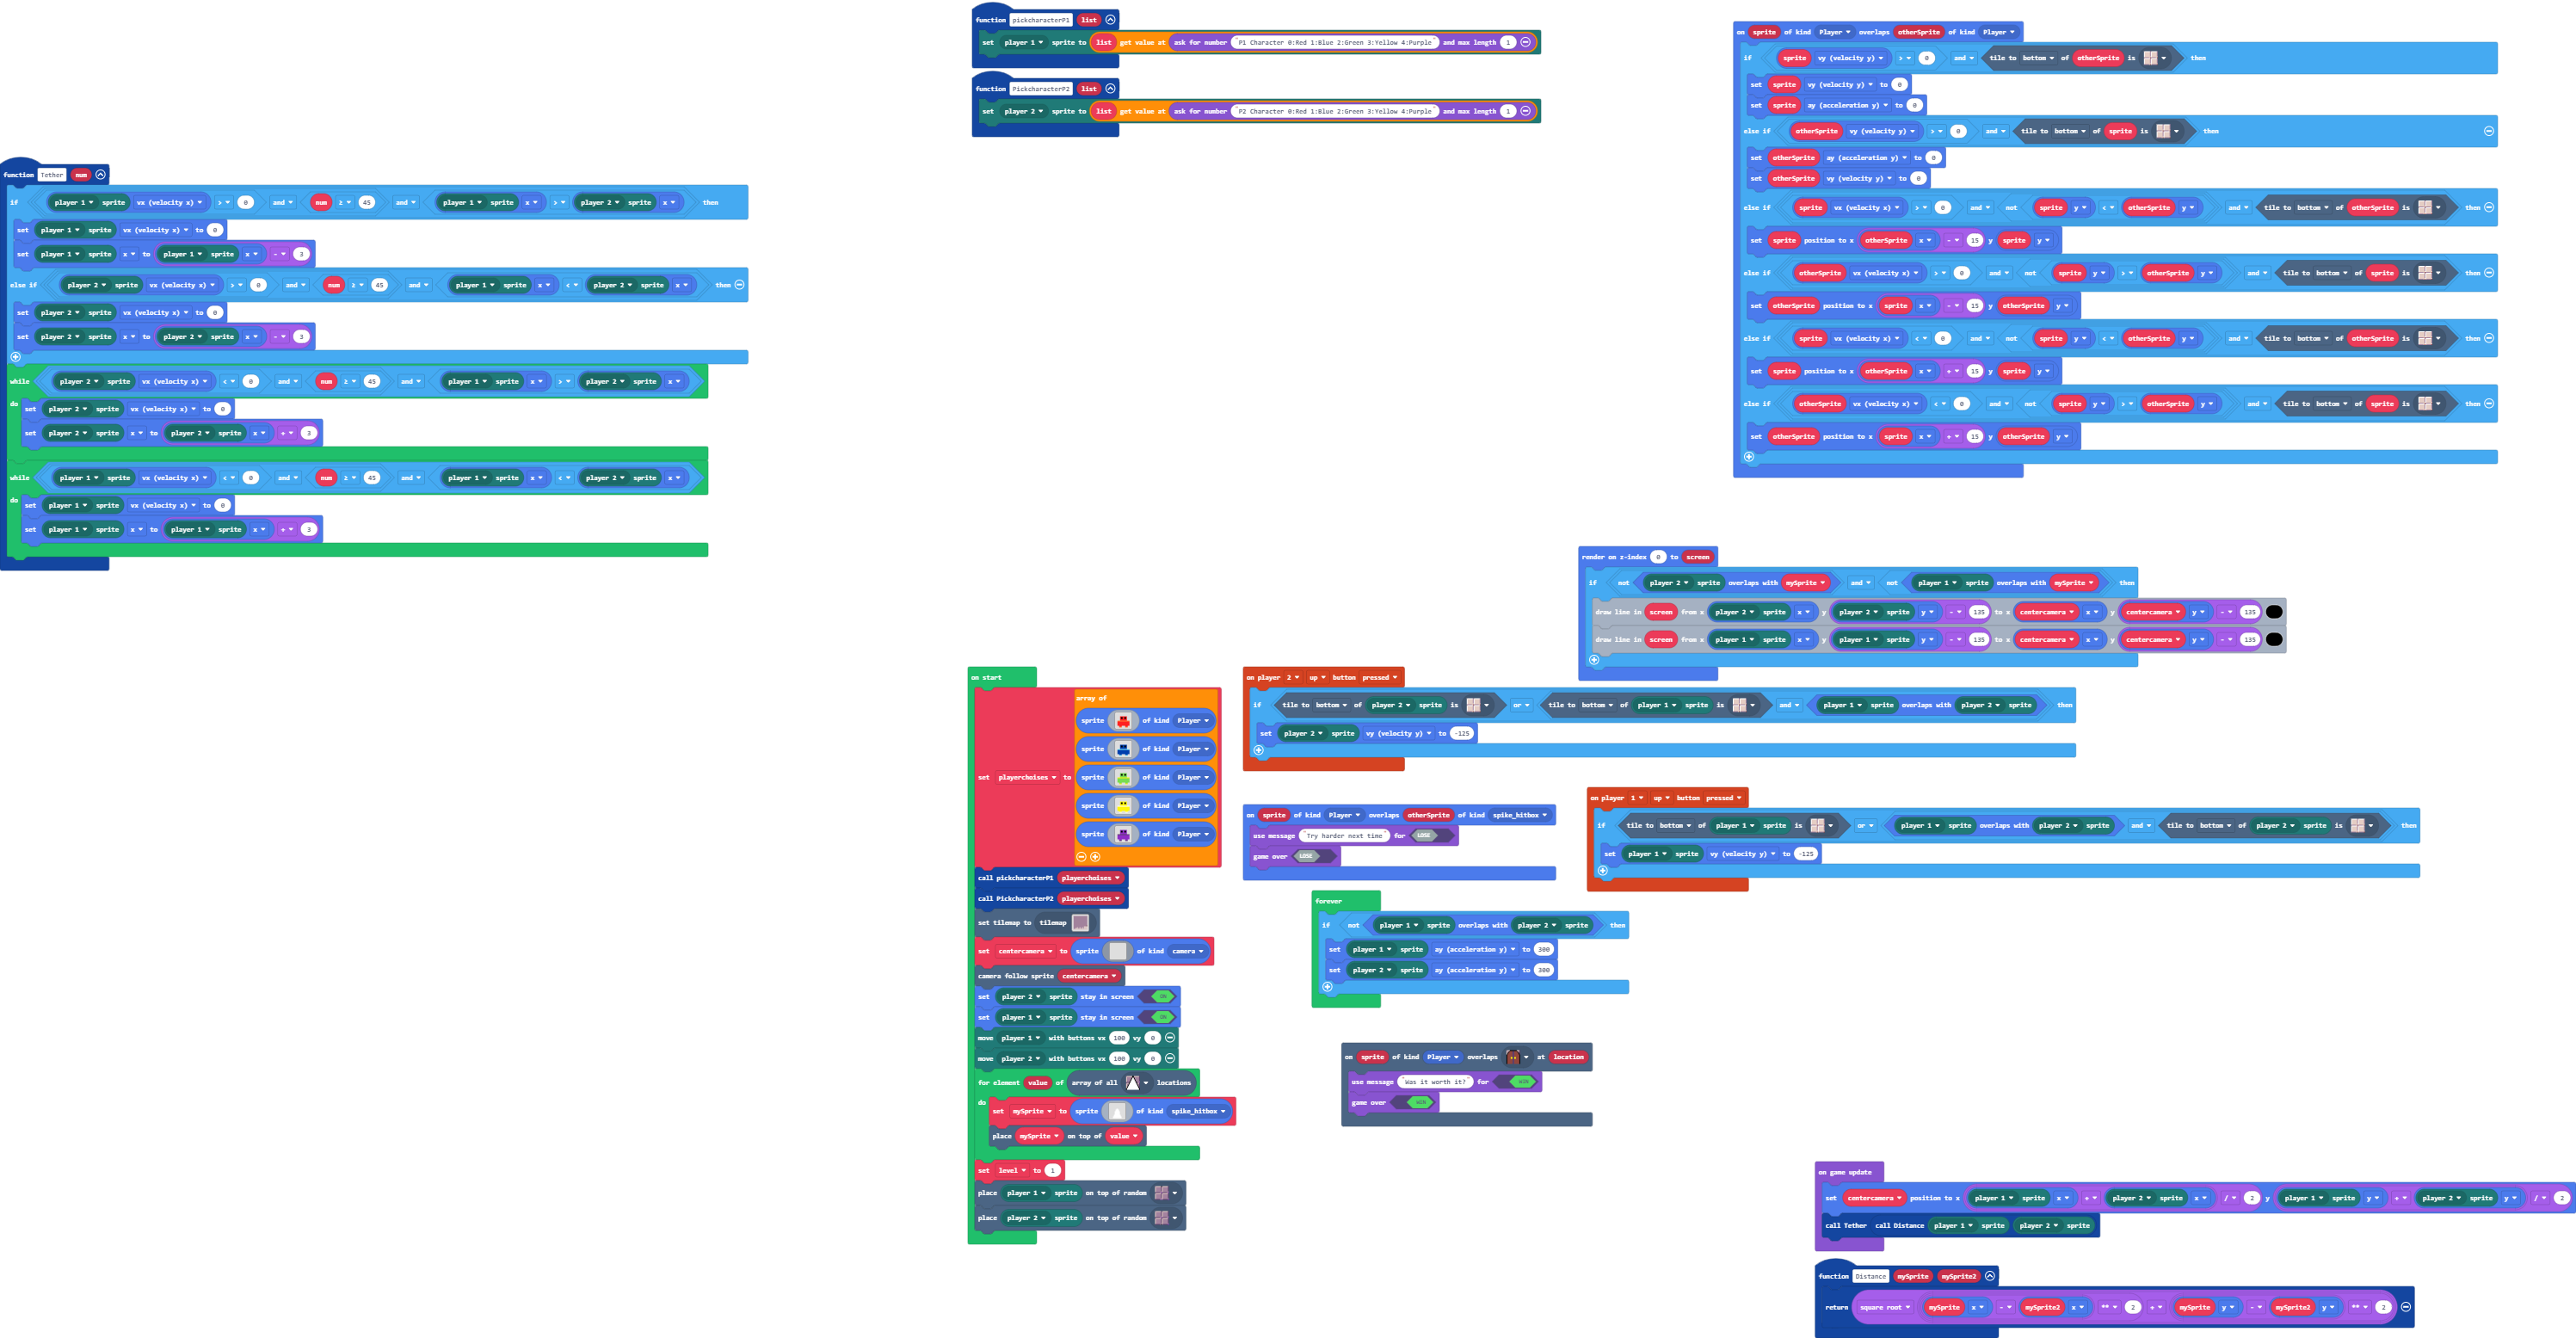 function pickcharacterP1 list
set player 1 sprite to list get value at ask for number "P1 Character 0:Red 1:Blue 2:Green 3:Yellow 4:Purple" and max length 1
function PickcharacterP2 list
set player 2 sprite to list get value at ask for number "P2 Character 0:Red 1:Blue 2:Green 3:Yellow 4:Purple" and max length 1
function Tether num
if player 1 sprite vx (velocity x) > 0 and num ≥ 45 and player 1 sprite x > player 2 sprite x then
set player 1 sprite vx (velocity x) to 0
set player 1 sprite x to player 1 sprite x - 3
else if player 2 sprite vx (velocity x) > 0 and num ≥ 45 and player 1 sprite x < player 2 sprite x then
set player 2 sprite vx (velocity x) to 0
set player 2 sprite x to player 2 sprite x - 3
while player 2 sprite vx (velocity x) < 0 and num ≥ 45 and player 1 sprite x > player 2 sprite x
do
set player 2 sprite vx (velocity x) to 0
set player 2 sprite x to player 2 sprite x + 3
while player 1 sprite vx (velocity x) < 0 and num ≥ 45 and player 1 sprite x < player 2 sprite x
do
set player 1 sprite vx (velocity x) to 0
set player 1 sprite x to player 1 sprite x + 3
on sprite of kind Player overlaps otherSprite of kind Player
if sprite vy (velocity y) > 0 and tile to bottom of otherSprite is then
set sprite vy (velocity y) to 0
set sprite ay (acceleration y) to 0
else if otherSprite vy (velocity y) > 0 and tile to bottom of sprite is then
set otherSprite ay (acceleration y) to 0
set otherSprite vy (velocity y) to 0
else if sprite vx (velocity x) > 0 and not sprite y < otherSprite y and tile to bottom of otherSprite is then
set sprite position to x otherSprite x - 15 y sprite y
else if otherSprite vx (velocity x) > 0 and not sprite y > otherSprite y and tile to bottom of sprite is then
set otherSprite position to x sprite x - 15 y otherSprite y
else if sprite vx (velocity x) < 0 and not sprite y < otherSprite y and tile to bottom of otherSprite is then
set sprite position to x otherSprite x + 15 y sprite y
else if otherSprite vx (velocity x) < 0 and not sprite y > otherSprite y and tile to bottom of sprite is then
set otherSprite position to x sprite x + 15 y otherSprite y
render on z-index 0 to screen
if not player 2 sprite overlaps with mySprite and not player 1 sprite overlaps with mySprite then
draw line in screen from x player 2 sprite x y player 2 sprite y - 135 to x centercamera x y centercamera y - 135
draw line in screen from x player 1 sprite x y player 1 sprite y - 135 to x centercamera x y centercamera y - 135
on start
set playerchoises to array of
sprite of kind Player
sprite of kind Player
sprite of kind Player
sprite of kind Player
sprite of kind Player
call pickcharacterP1 playerchoises
call PickcharacterP2 playerchoises
set tilemap to tilemap
set centercamera to sprite of kind camera
camera follow sprite centercamera
set player 2 sprite stay in screen ON
set player 1 sprite stay in screen ON
move player 1 with buttons vx 100 vy 0
move player 2 with buttons vx 100 vy 0
for element value of array of all locations
do
set mySprite to sprite of kind spike_hitbox
place mySprite on top of value
set level to 1
place player 1 sprite on top of random
place player 2 sprite on top of random
on player 2 up button pressed
if tile to bottom of player 2 sprite is or tile to bottom of player 1 sprite is and player 1 sprite overlaps with player 2 sprite then
set player 2 sprite vy (velocity y) to -125
on sprite of kind Player overlaps otherSprite of kind spike_hitbox
use message "Try harder next time" for LOSE
game over LOSE
on player 1 up button pressed
if tile to bottom of player 1 sprite is or player 1 sprite overlaps with player 2 sprite and tile to bottom of player 2 sprite is then
set player 1 sprite vy (velocity y) to -125
forever
if not player 1 sprite overlaps with player 2 sprite then
set player 1 sprite ay (acceleration y) to 300
set player 2 sprite ay (acceleration y) to 300
on sprite of kind Player overlaps at location
use message "Was it worth it?" for WIN
game over WIN
on game update
set centercamera position to x player 1 sprite x + player 2 sprite x / 2 y player 1 sprite y + player 2 sprite y / 2
call Tether call Distance player 1 sprite player 2 sprite
function Distance mySprite mySprite2
return square root mySprite x - mySprite2 x ** 2 + mySprite y - mySprite2 y ** 2